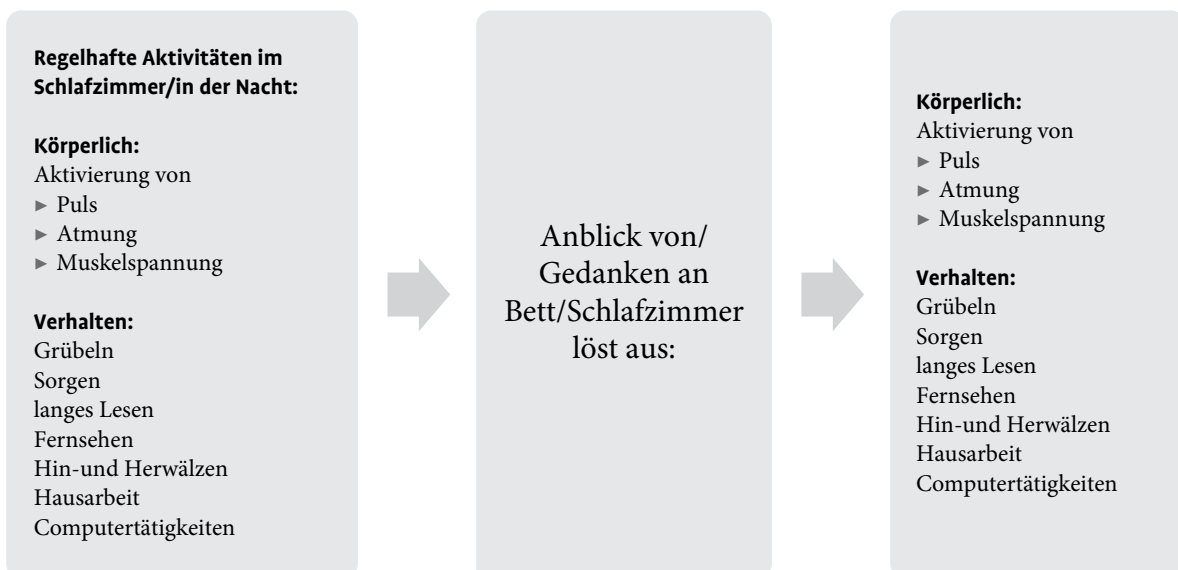 Regelhafte Aktivitäten im
Schlafzimmer/in der Nacht:
Körperlich:
Aktivierung von
► Puls
► Atmung
► Muskelspannung
Verhalten:
Grübeln
Sorgen
langes Lesen
Fernsehen
Hin-und Herwälzen
Hausarbeit
Computertätigkeiten
Anblick von/
Gedanken an
Bett/Schlafzimmer
löst aus:
Körperlich:
Aktivierung von
► Puls
► Atmung
► Muskelspannung
Verhalten:
Grübeln
Sorgen
langes Lesen
Fernsehen
Hin-und Herwälzen
Hausarbeit
Computertätigkeiten